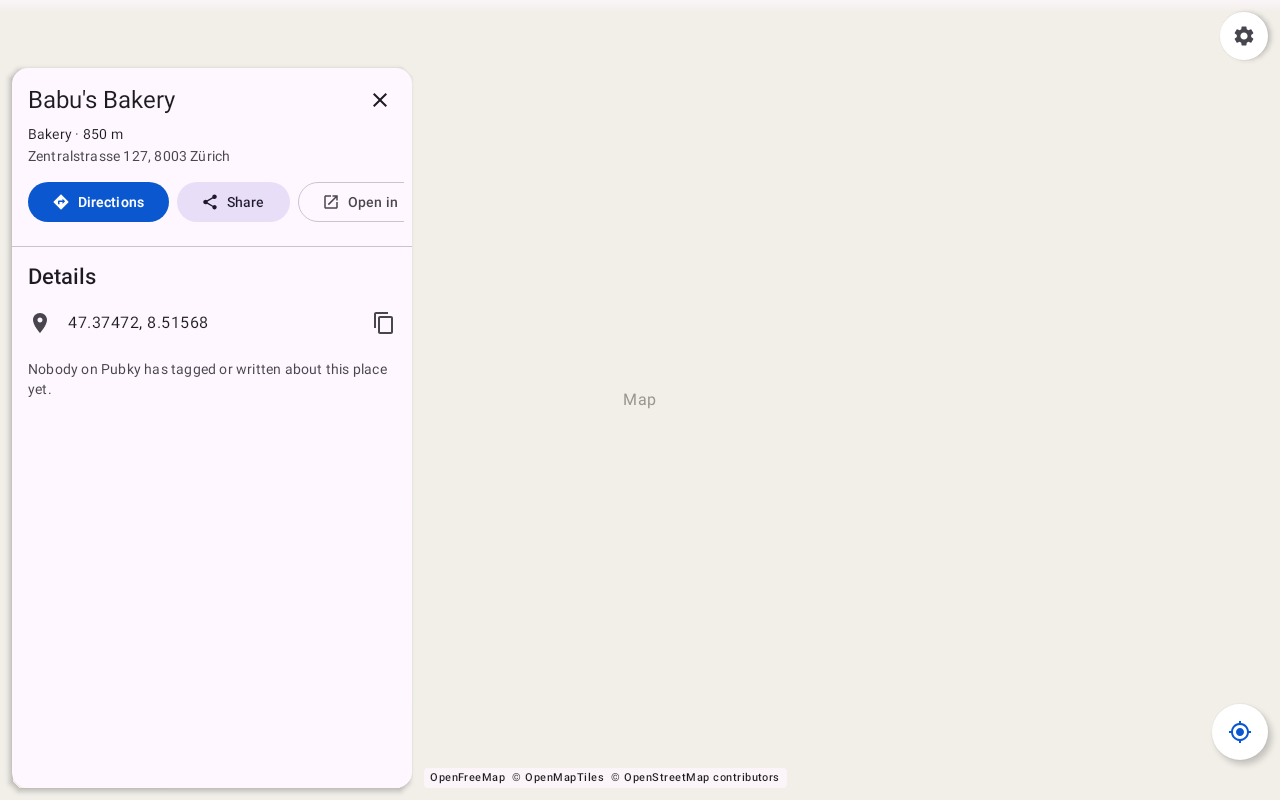 Babu's Bakery
Bakery · 850 m
Zentralstrasse 127, 8003 Zürich
Directions
Share
Open in
Details
47.37472, 8.51568
Nobody on Pubky has tagged or written about this place
yet.
Map
OpenFreeMap © OpenMapTiles © OpenStreetMap contributors